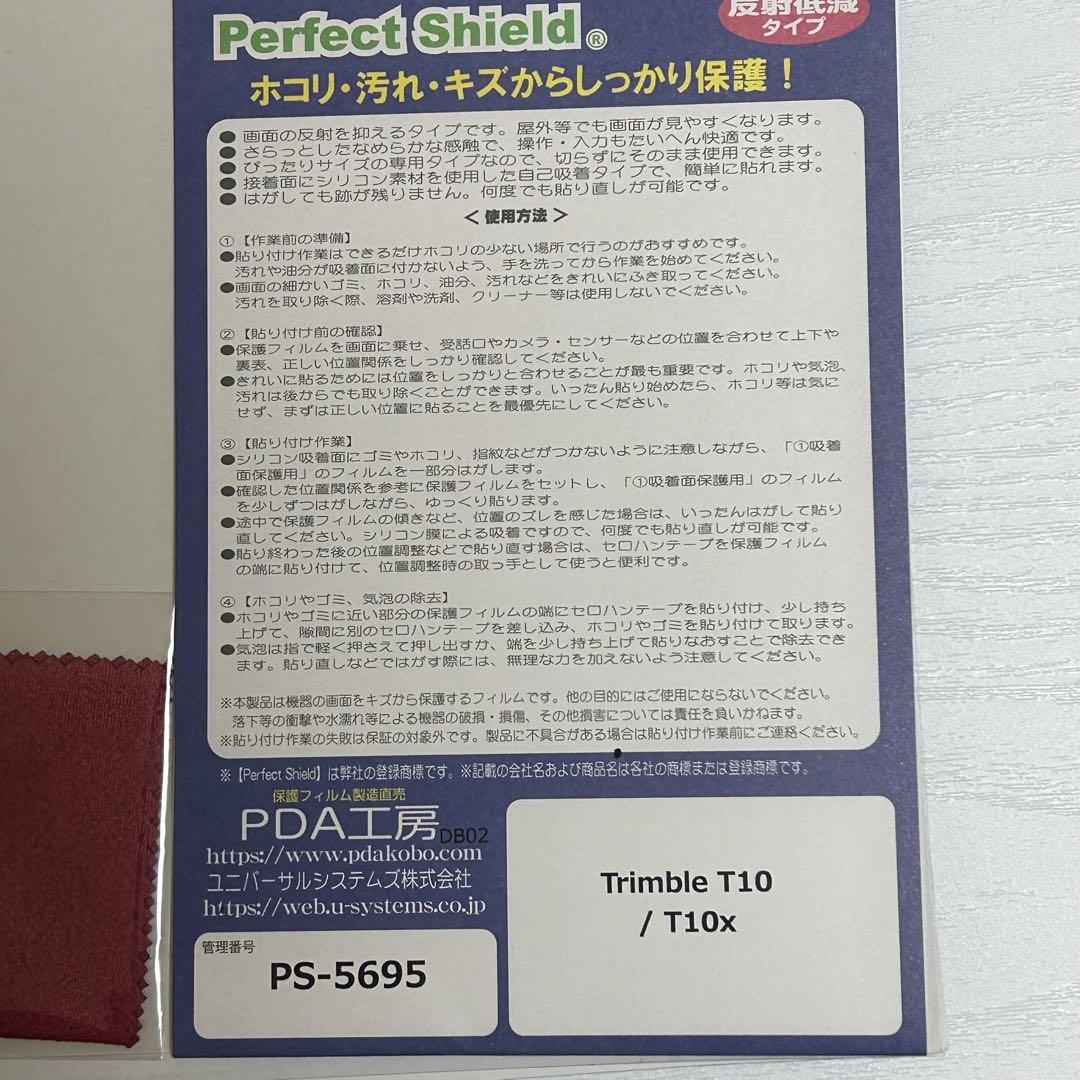 反射低減
タイプ
Perfect Shield®
ホコリ・汚れ・キズからしっかり保護！
● 画面の反射を抑えるタイプです。屋外等でも画面が見やすくなります。
● さらっとしたなめらかな感触で、操作・入力もたいへん快適です。
● ぴったりサイズの専用タイプなので、切らずにそのまま使用できます。
● 接着面にシリコン素材を使用した自己吸着タイプで、簡単に貼れます。
● はがしても跡が残りません。何度でも貼り直しが可能です。
＜使用方法＞
①【作業前の準備】
●貼り付け作業はできるだけホコリの少ない場所で行うのがおすすめです。
汚れや油分が吸着面に付かないよう、手を洗ってから作業を始めてください。
●画面の細かいゴミ、ホコリ、油分、汚れなどをきれいにふき取ってください。
汚れを取り除く際、溶剤や洗剤、クリーナー等は使用しないでください。
②【貼り付け前の確認】
●保護フィルムを画面に乗せ、受話口やカメラ・センサーなどの位置を合わせて上下や
裏表、正しい位置関係をしっかり確認してください。
●きれいに貼るためには位置をしっかりと合わせることが最も重要です。ホコリや気泡、
汚れは後からでも取り除くことができます。いったん貼り始めたら、ホコリ等は気に
せず、まずは正しい位置に貼ることを最優先にしてください。
③【貼り付け作業】
●シリコン吸着面にゴミやホコリ、指紋などがつかないように注意しながら、「①吸着
面保護用」のフィルムを一部分はがします。
●確認した位置関係を参考に保護フィルムをセットし、「①吸着面保護用」のフィルム
を少しずつはがしながら、ゆっくり貼ります。
●途中で保護フィルムの傾きなど、位置のズレを感じた場合は、いったんはがして貼り
直してください。シリコン膜による吸着ですので、何度でも貼り直しが可能です。
●貼り終わった後の位置調整などで貼り直す場合は、セロハンテープを保護フィルム
の端に貼り付けて、位置調整時の取っ手として使うと便利です。
④【ホコリやゴミ、気泡の除去】
●ホコリやゴミに近い部分の保護フィルムの端にセロハンテープを貼り付け、少し持ち
上げて、隙間に別のセロハンテープを差し込み、ホコリやゴミを貼り付けて取ります。
●気泡は指で軽く押さえて押し出すか、端を少し持ち上げて貼りなおすことで除去でき
ます。貼り直しなどではがす際には、無理な力を加えないよう注意してください。
※本製品は機器の画面をキズから保護するフィルムです。他の目的にはご使用にならないでください。
落下等の衝撃や水濡れ等による機器の破損・損傷、その他損害については責任を負いかねます。
※貼り付け作業の失敗は保証の対象外です。製品に不具合がある場合は貼り付け作業前にご連絡ください。
※【Perfect Shield】は弊社の登録商標です。※記載の会社名および商品名は各社の商標または登録商標です。
保護フィルム製造直売
PDA工房 DB02
https://www.pdakobo.com
ユニバーサルシステムズ株式会社
https://web.u-systems.co.jp
管理番号
PS-5695
Trimble T10
/ T10x